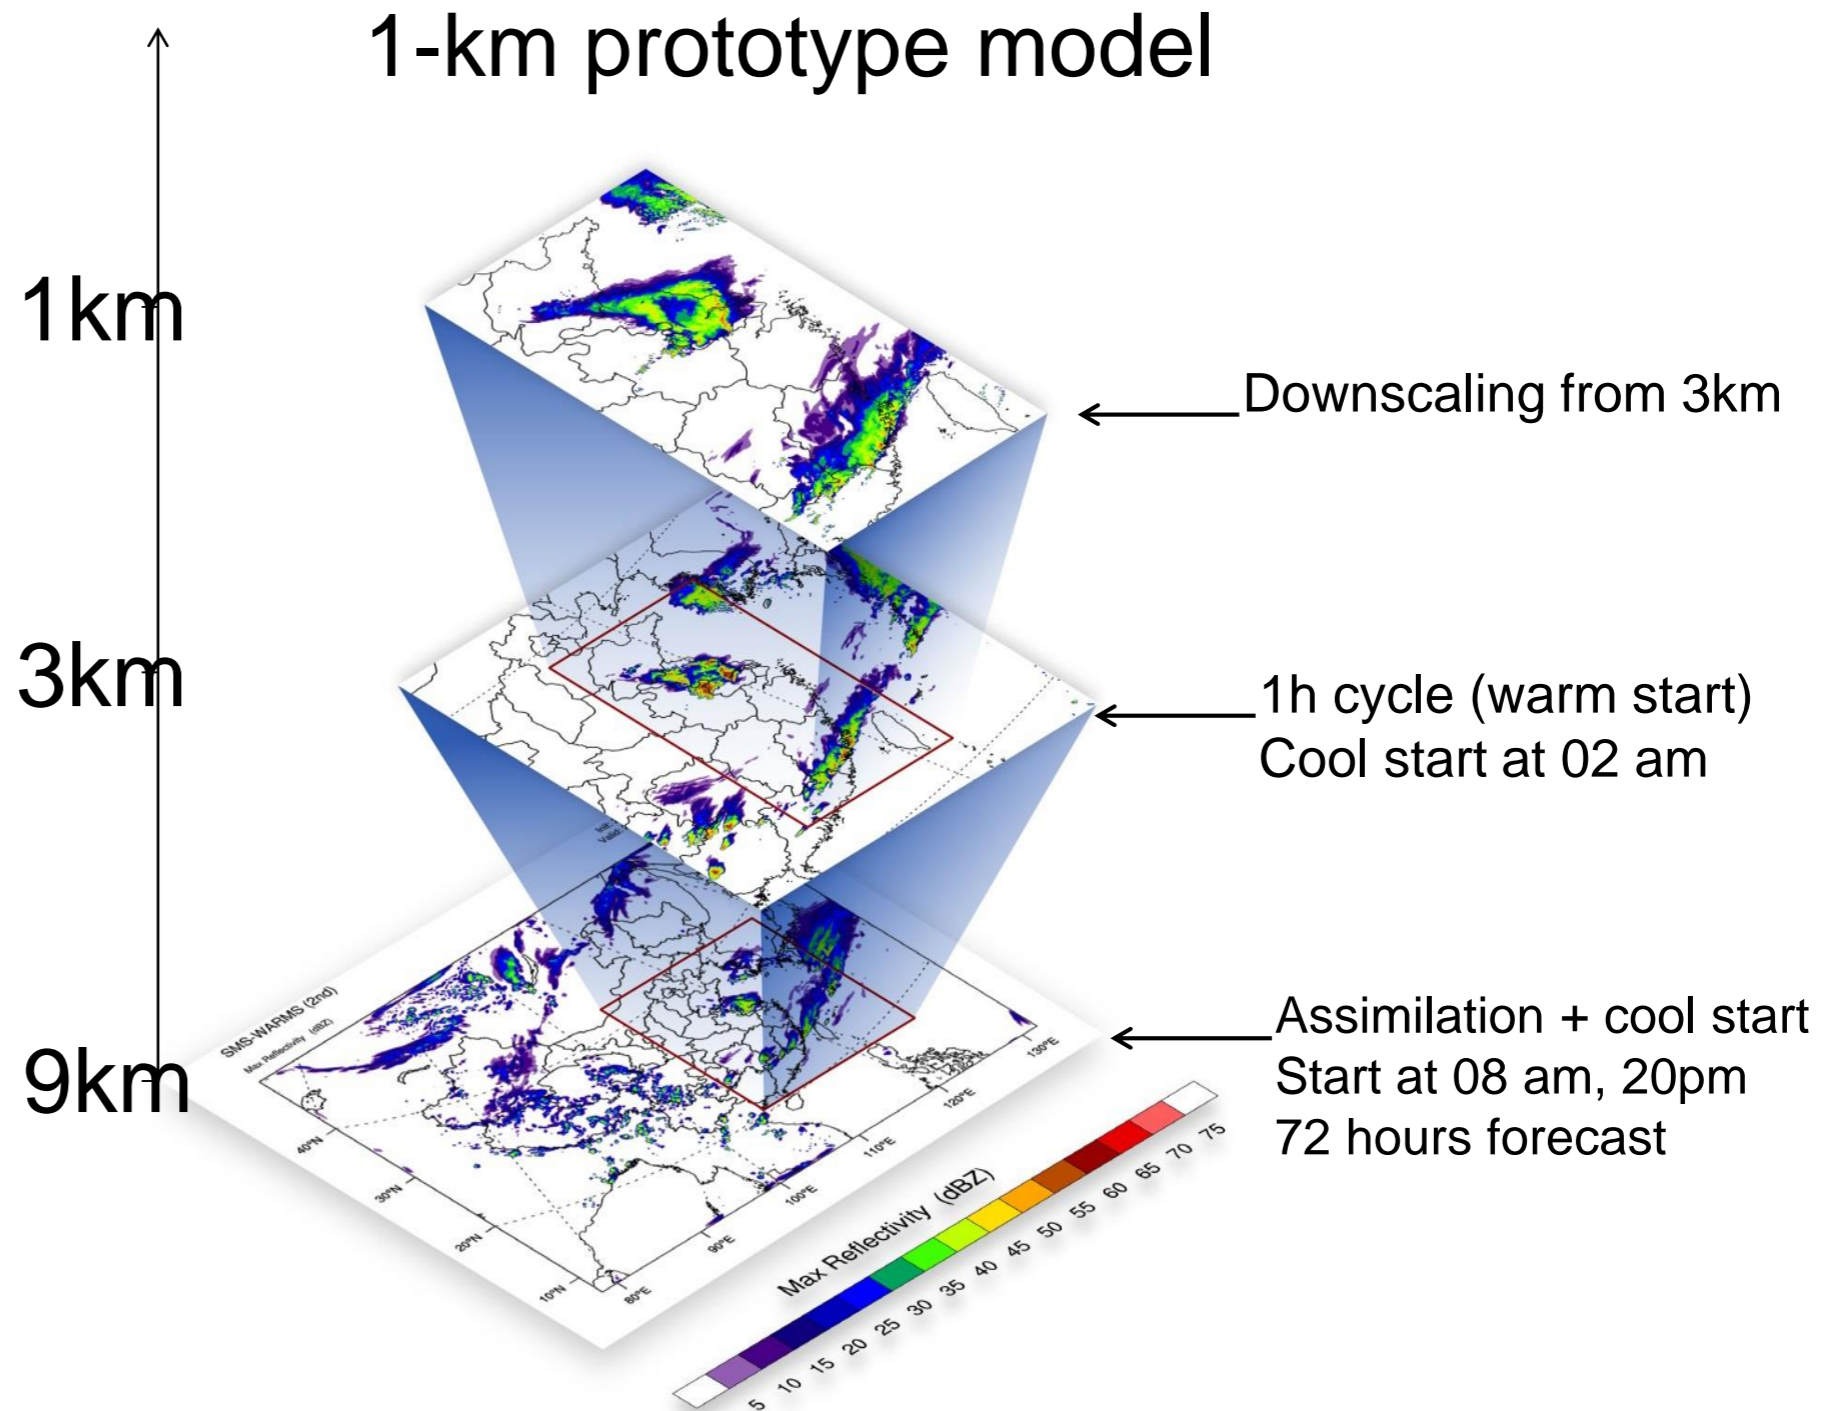 1-km prototype model
1km
Downscaling from 3km
3km
1h cycle (warm start)
Cool start at 02 am
Init.
Valid:
SMS-WARMS (2nd)
Max Reflectivity (dBZ)
9km
Assimilation + cool start
Start at 08 am, 20pm
72 hours forecast
40°N
30°N
20°N
10°N
80°E
90°E
100°E
110°E
120°E
130°E
Max Reflectivity (dBZ)
5 10 15 20 25 30 35 40 45 50 55 60 65 70 75